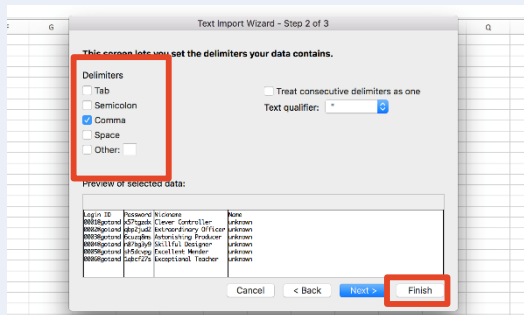 Text Import Wizard - Step 2 of 3
G
Q
This screen lets you set the delimiters your data contains.
Delimiters
Tab
Treat consecutive delimiters as one
Semicolon
Text qualifier: "
Comma
Space
Other:
Preview of selected data:
Login ID Password Nickname None
Clever Controller unknown
Extraordinary Officer unknown
Astonishing Producer unknown
Skillful Designer unknown
Excellent Mender unknown
Exceptional Teacher unknown
Cancel < Back Next > Finish